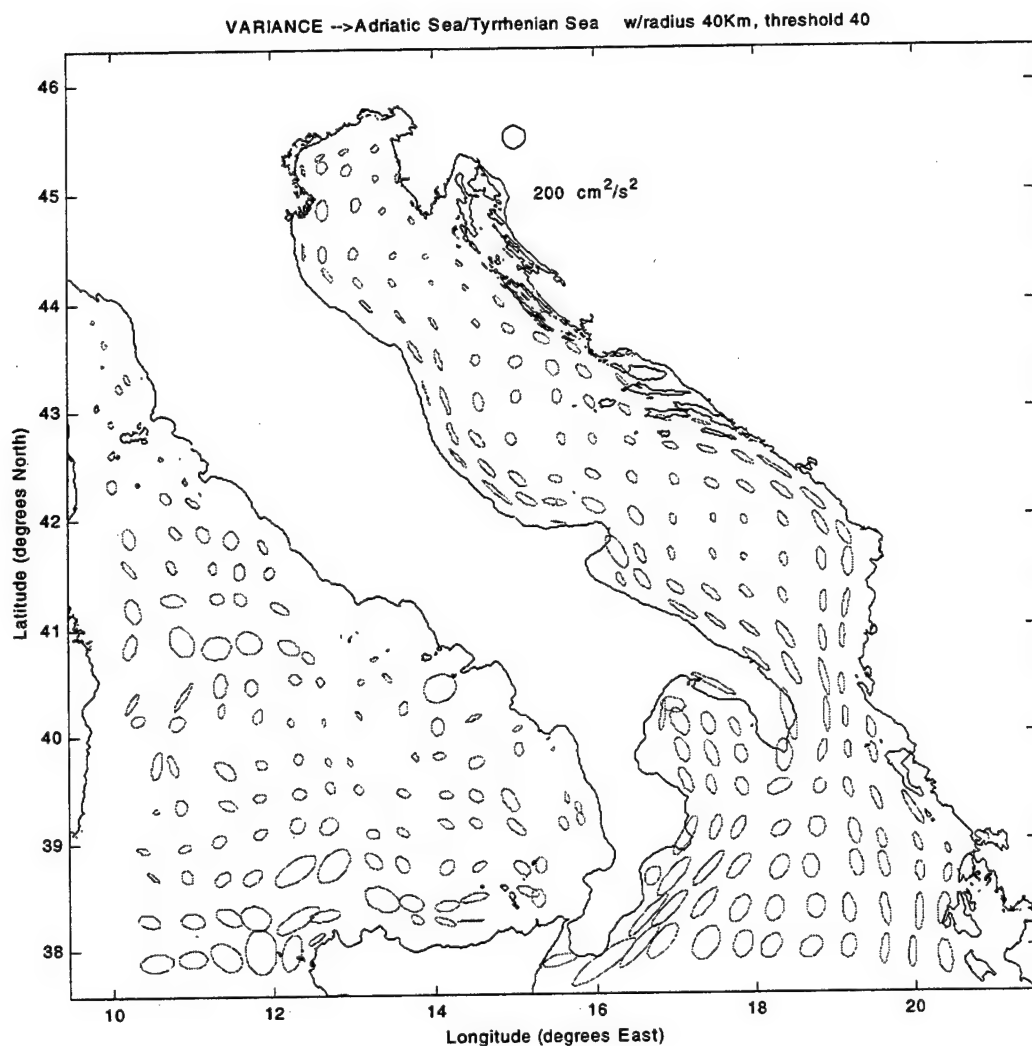 VARIANCE -->Adriatic Sea/Tyrrhenian Sea w/radius 40Km, threshold 40
46
45
44
43
42
41
40
39
38
200 cm²/s²
Latitude (degrees North)
10 12 14 16 18 20
Longitude (degrees East)